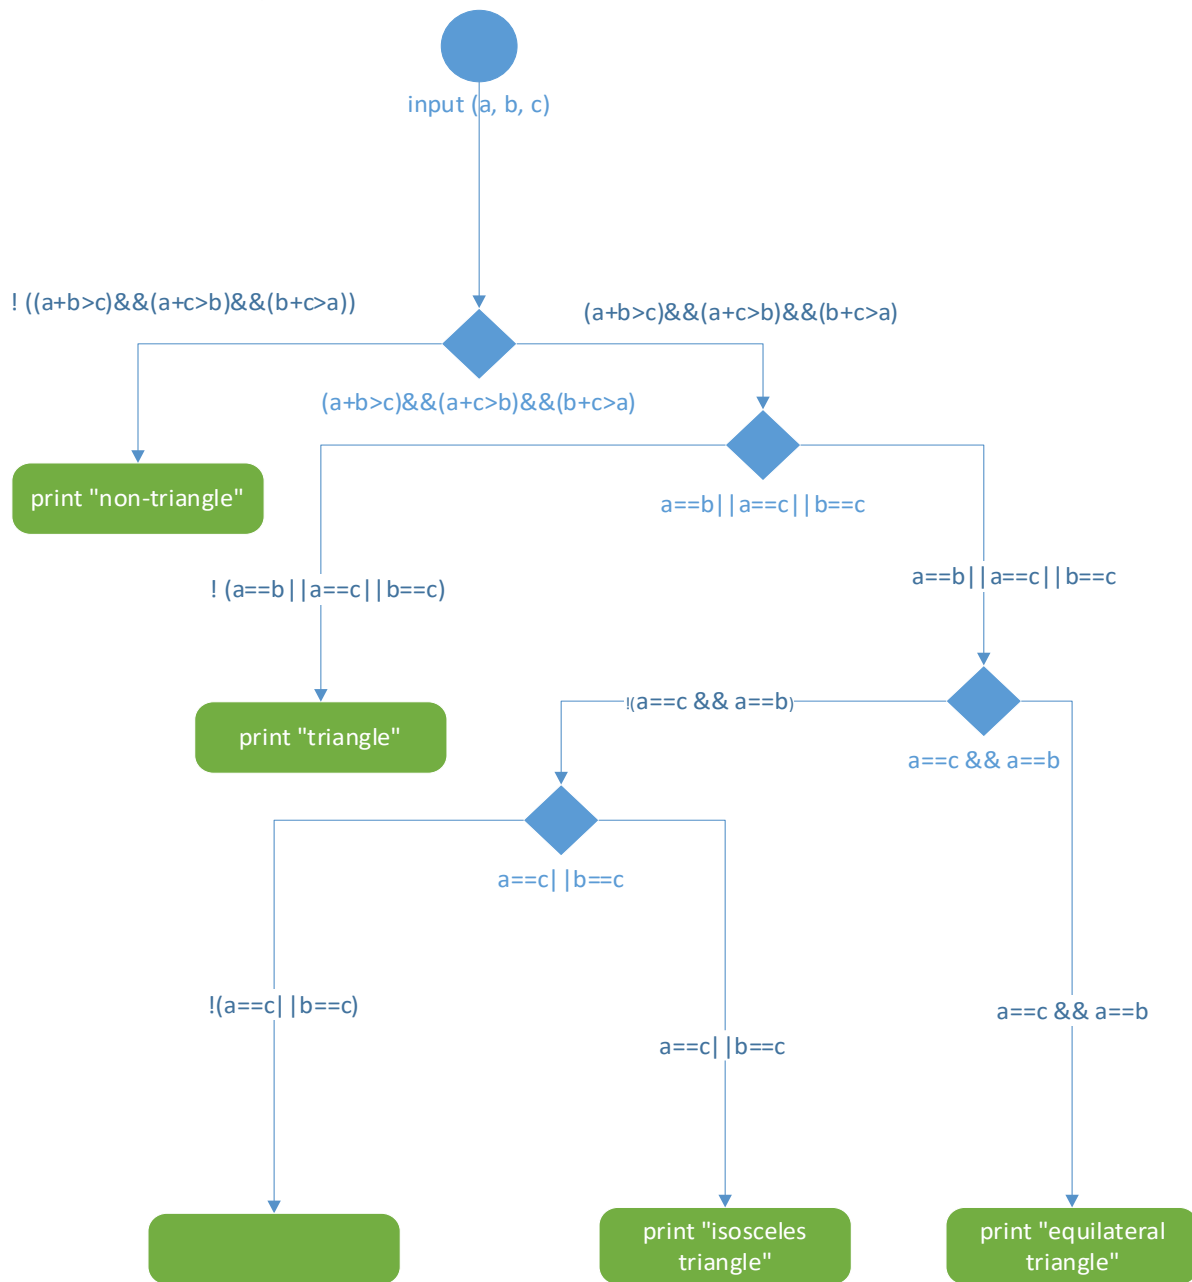 input (a, b, c)
! ((a+b>c)&&(a+c>b)&&(b+c>a))
(a+b>c)&&(a+c>b)&&(b+c>a)
(a+b>c)&&(a+c>b)&&(b+c>a)
print "non-triangle"
a==b||a==c||b==c
! (a==b||a==c||b==c)
a==b||a==c||b==c
!(a==c && a==b)
print "triangle"
a==c && a==b
a==c||b==c
!(a==c||b==c)
a==c && a==b
a==c||b==c
print "isosceles
triangle"
print "equilateral
triangle"